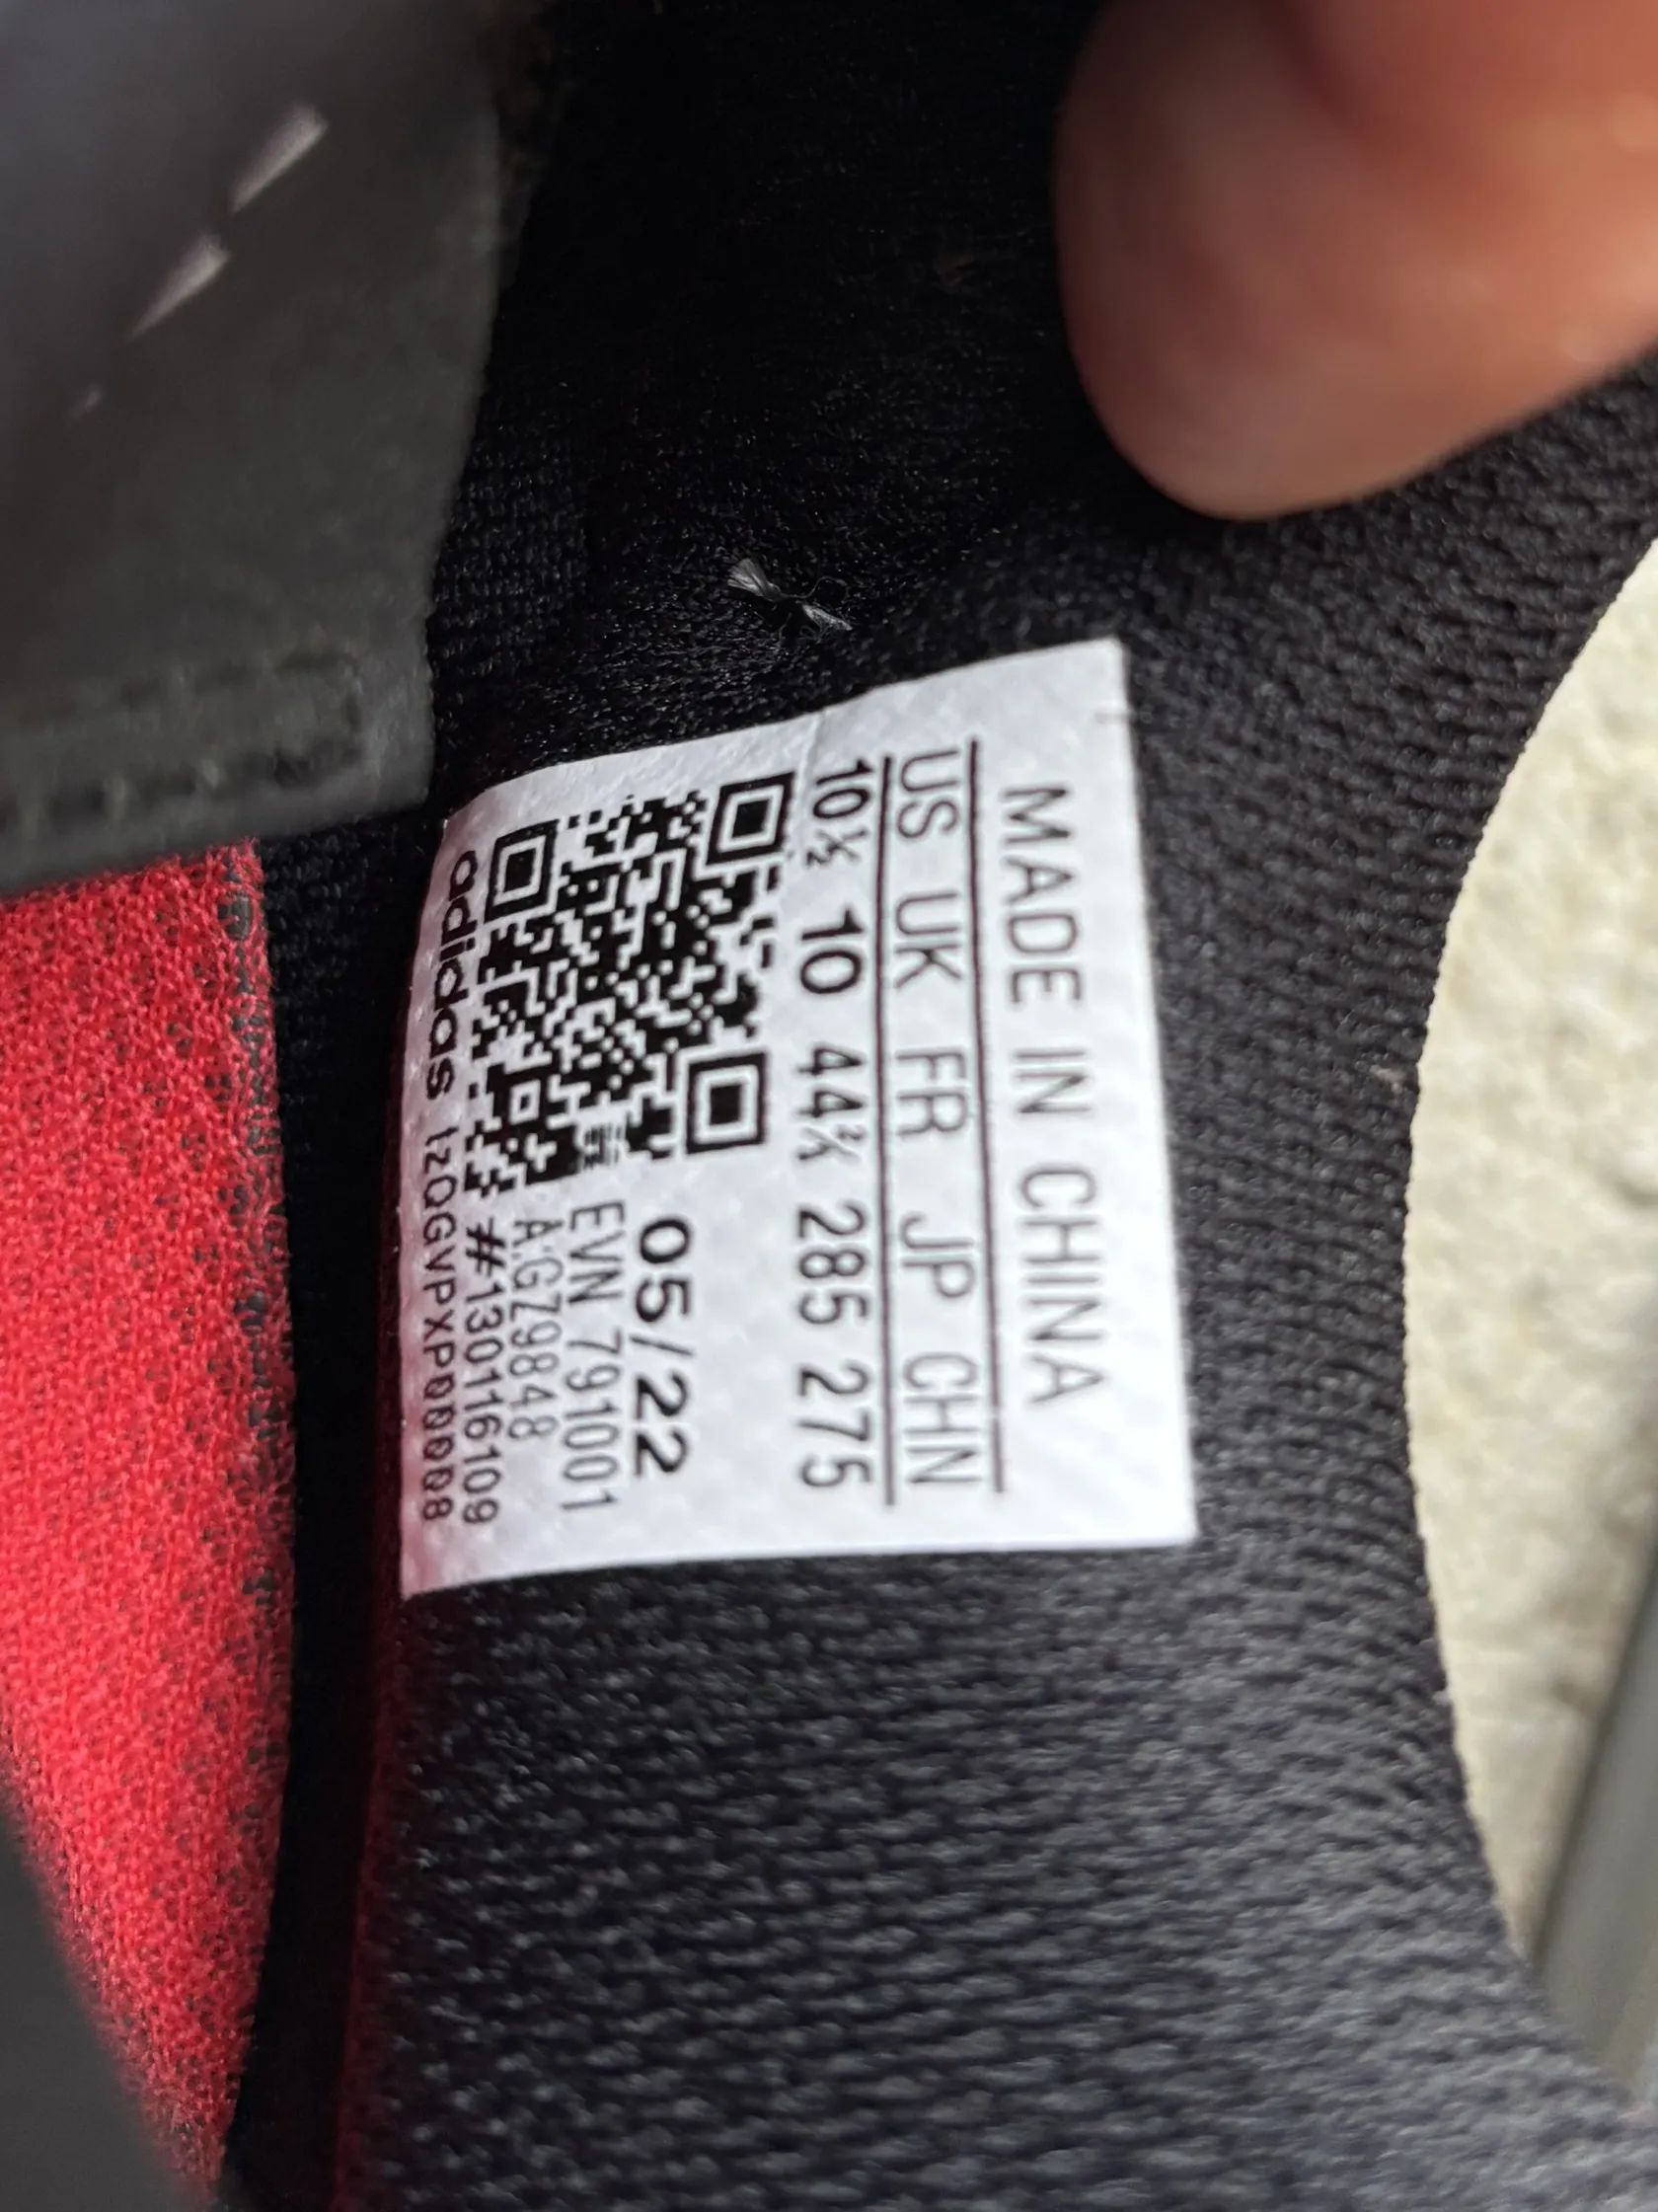 MADE IN CHINA
US UK FR JP CHN
10½ 10 44⅔ 285 275
05/22
EVN 791001
A.GZ9848
#130116109
adidas IzQGVPXP00008